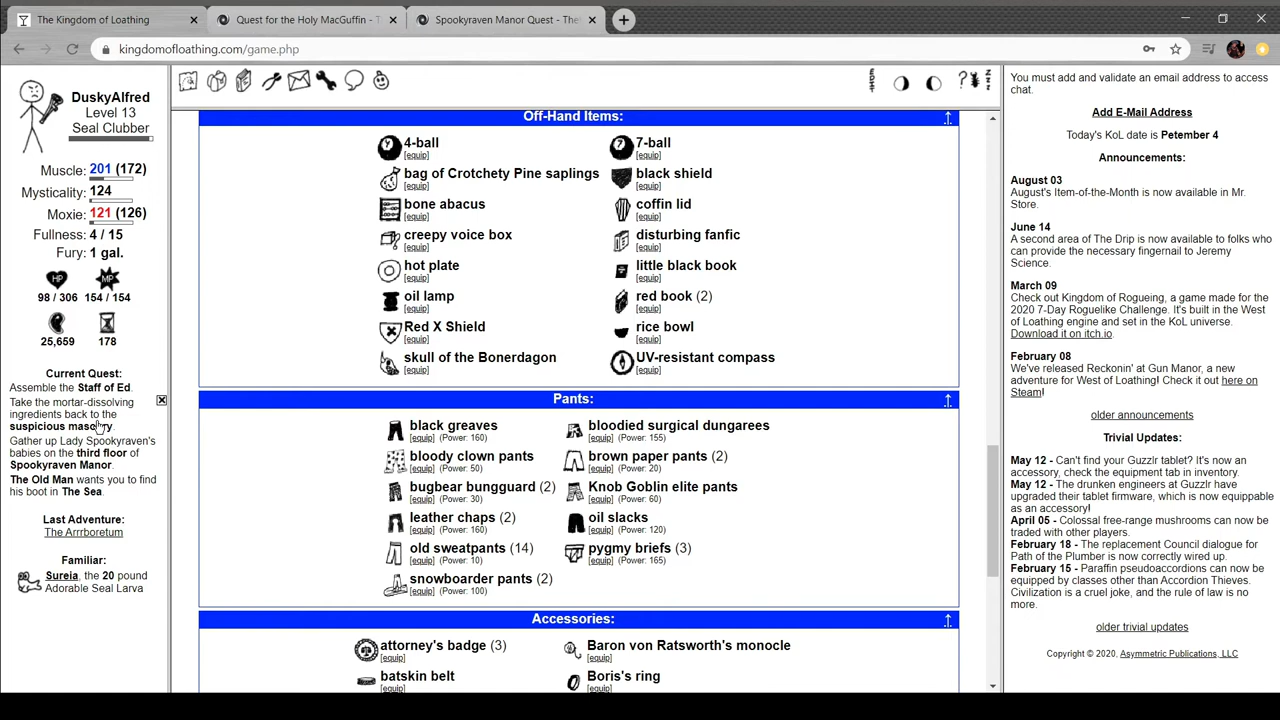 The Kingdom of Loathing
Quest for the Holy MacGuffin - T
Spookyraven Manor Quest - The
kingdomofloathing.com/game.php
DuskyAlfred
Level 13
Seal Clubber
Muscle: 201 (172)
Mysticality: 124
Moxie: 121 (126)
Fullness: 4 / 15
Fury: 1 gal.
HP MP
98 / 306 154 / 154
25,659 178
Current Quest:
Assemble the Staff of Ed.
Take the mortar-dissolving
ingredients back to the
suspicious masonry.
Gather up Lady Spookyraven's
babies on the third floor of
Spookyraven Manor.
The Old Man wants you to find
his boot in The Sea.
Last Adventure:
The Arrrboretum
Familiar:
Sureia, the 20 pound
Adorable Seal Larva
Off-Hand Items:
4-ball
[equip]
7-ball
[equip]
bag of Crotchety Pine saplings
[equip]
black shield
[equip]
bone abacus
[equip]
coffin lid
[equip]
creepy voice box
[equip]
disturbing fanfic
[equip]
hot plate
[equip]
little black book
[equip]
oil lamp
[equip]
red book (2)
[equip]
Red X Shield
[equip]
rice bowl
[equip]
skull of the Bonerdagon
[equip]
UV-resistant compass
[equip]
Pants:
black greaves
[equip] (Power: 160)
bloodied surgical dungarees
[equip] (Power: 155)
bloody clown pants
[equip] (Power: 50)
brown paper pants (2)
[equip] (Power: 20)
bugbear bungguard (2)
[equip] (Power: 30)
Knob Goblin elite pants
[equip] (Power: 60)
leather chaps (2)
[equip] (Power: 160)
oil slacks
[equip] (Power: 120)
old sweatpants (14)
[equip] (Power: 10)
pygmy briefs (3)
[equip] (Power: 165)
snowboarder pants (2)
[equip] (Power: 100)
Accessories:
attorney's badge (3)
[equip]
Baron von Ratsworth's monocle
[equip]
batskin belt
[equip]
Boris's ring
[equip]
You must add and validate an email address to access
chat.
Add E-Mail Address
Today's KoL date is Petember 4
Announcements:
August 03
August's Item-of-the-Month is now available in Mr.
Store.
June 14
A second area of The Drip is now available to folks who
can provide the necessary fingernail to Jeremy
Science.
March 09
Check out Kingdom of Rogueing, a game made for the
2020 7-Day Roguelike Challenge. It's built in the West
of Loathing engine and set in the KoL universe.
Download it on itch.io.
February 08
We've released Reckonin' at Gun Manor, a new
adventure for West of Loathing! Check it out here on
Steam!
older announcements
Trivial Updates:
May 12 - Can't find your Guzzlr tablet? It's now an
accessory, check the equipment tab in inventory.
May 12 - The drunken engineers at Guzzlr have
upgraded their tablet firmware, which is now equippable
as an accessory!
April 05 - Colossal free-range mushrooms can now be
traded with other players.
February 18 - The replacement Council dialogue for
Path of the Plumber is now correctly wired up.
February 15 - Paraffin pseudoaccordions can now be
equipped by classes other than Accordion Thieves.
Civilization is a cruel joke, and the rule of law is no
more.
older trivial updates
Copyright © 2020, Asymmetric Publications, LLC